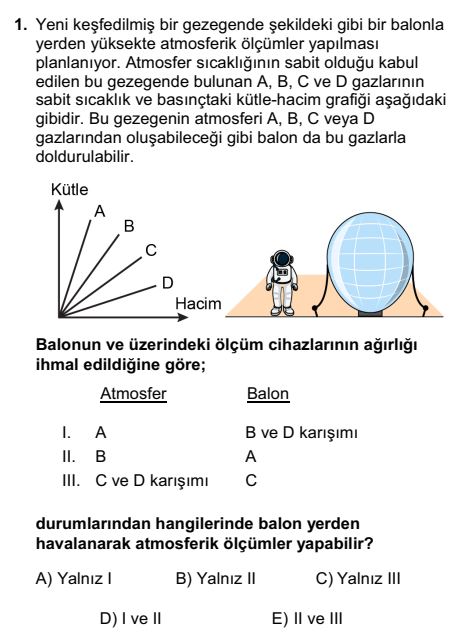 1. Yeni keşfedilmiş bir gezegende şekildeki gibi bir balonla
yerden yüksekte atmosferik ölçümler yapılması
planlanıyor. Atmosfer sıcaklığının sabit olduğu kabul
edilen bu gezegende bulunan A, B, C ve D gazlarının
sabit sıcaklık ve basınçtaki kütle-hacim grafiği aşağıdaki
gibidir. Bu gezegenin atmosferi A, B, C veya D
gazlarından oluşabileceği gibi balon da bu gazlarla
doldurulabilir.
Kütle
A
B
C
D
Hacim
Balonun ve üzerindeki ölçüm cihazlarının ağırlığı
ihmal edildiğine göre;
Atmosfer Balon
I. A B ve D karışımı
II. B A
III. C ve D karışımı C
durumlarından hangilerinde balon yerden
havalanarak atmosferik ölçümler yapabilir?
A) Yalnız I B) Yalnız II C) Yalnız III
D) I ve II E) II ve III